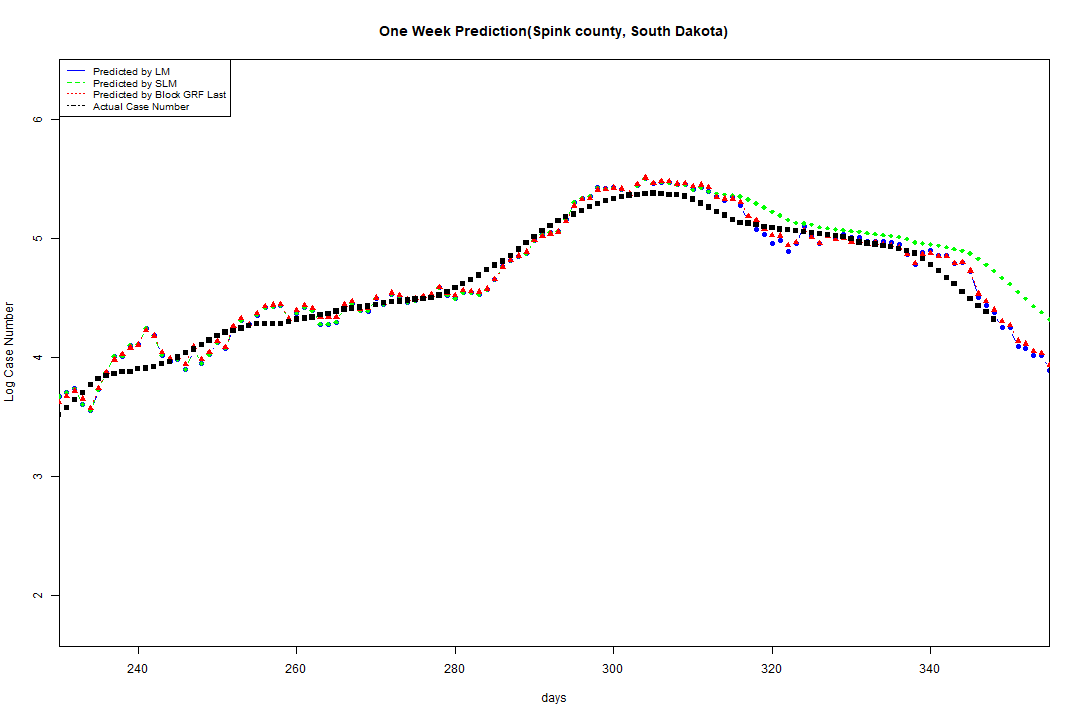 One Week Prediction(Spink county, South Dakota)
Predicted by LM
Predicted by SLM
Predicted by Block GRF Last
Actual Case Number
6
5
4
3
2
Log Case Number
240 260 280 300 320 340
days